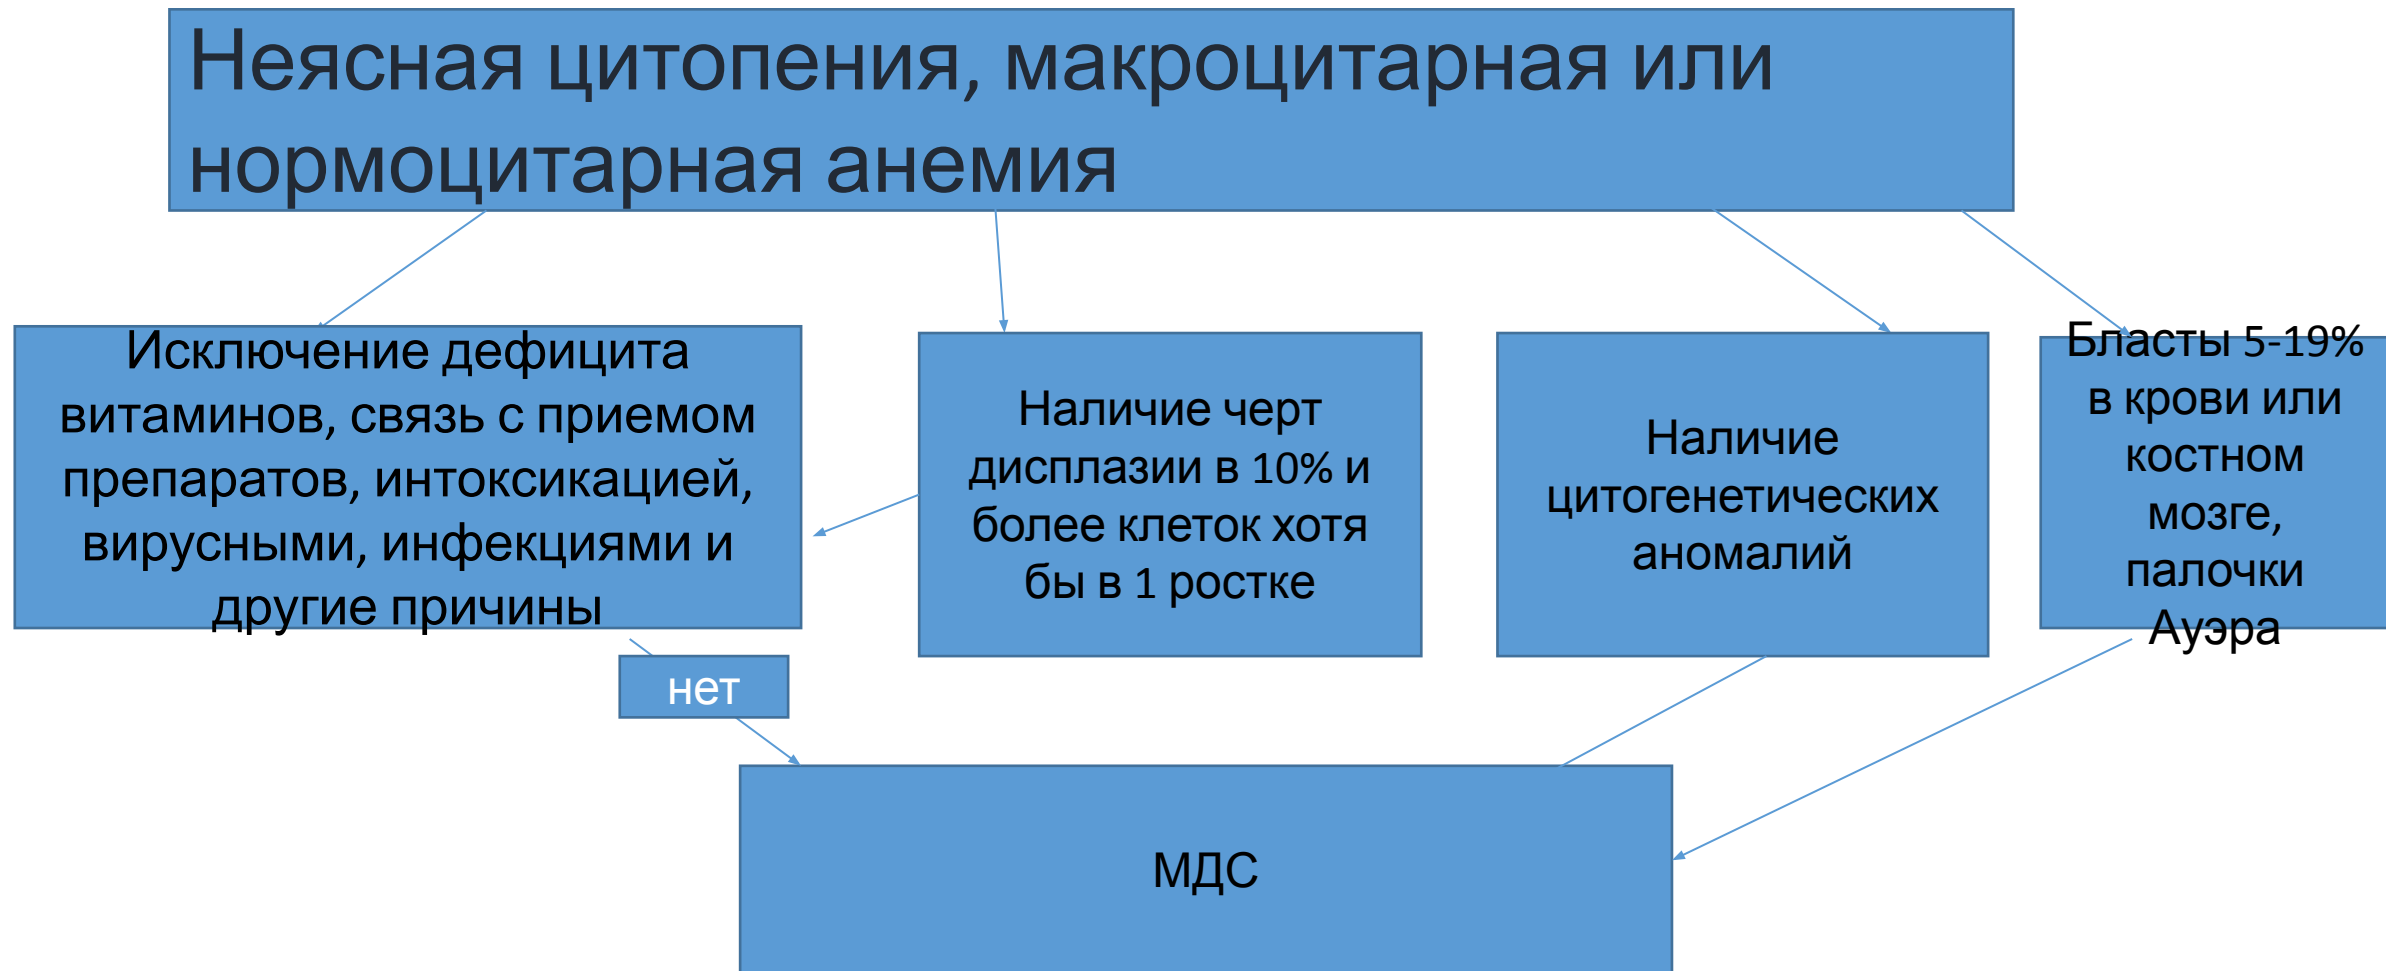 Неясная цитопения, макроцитарная или
нормоцитарная анемия
Исключение дефицита
витаминов, связь с приемом
препаратов, интоксикацией,
вирусными, инфекциями и
другие причины
Наличие черт
дисплазии в 10% и
более клеток хотя
бы в 1 ростке
Наличие
цитогенетических
аномалий
Бласты 5-19%
в крови или
костном
мозге,
палочки
Ауэра
нет
МДС